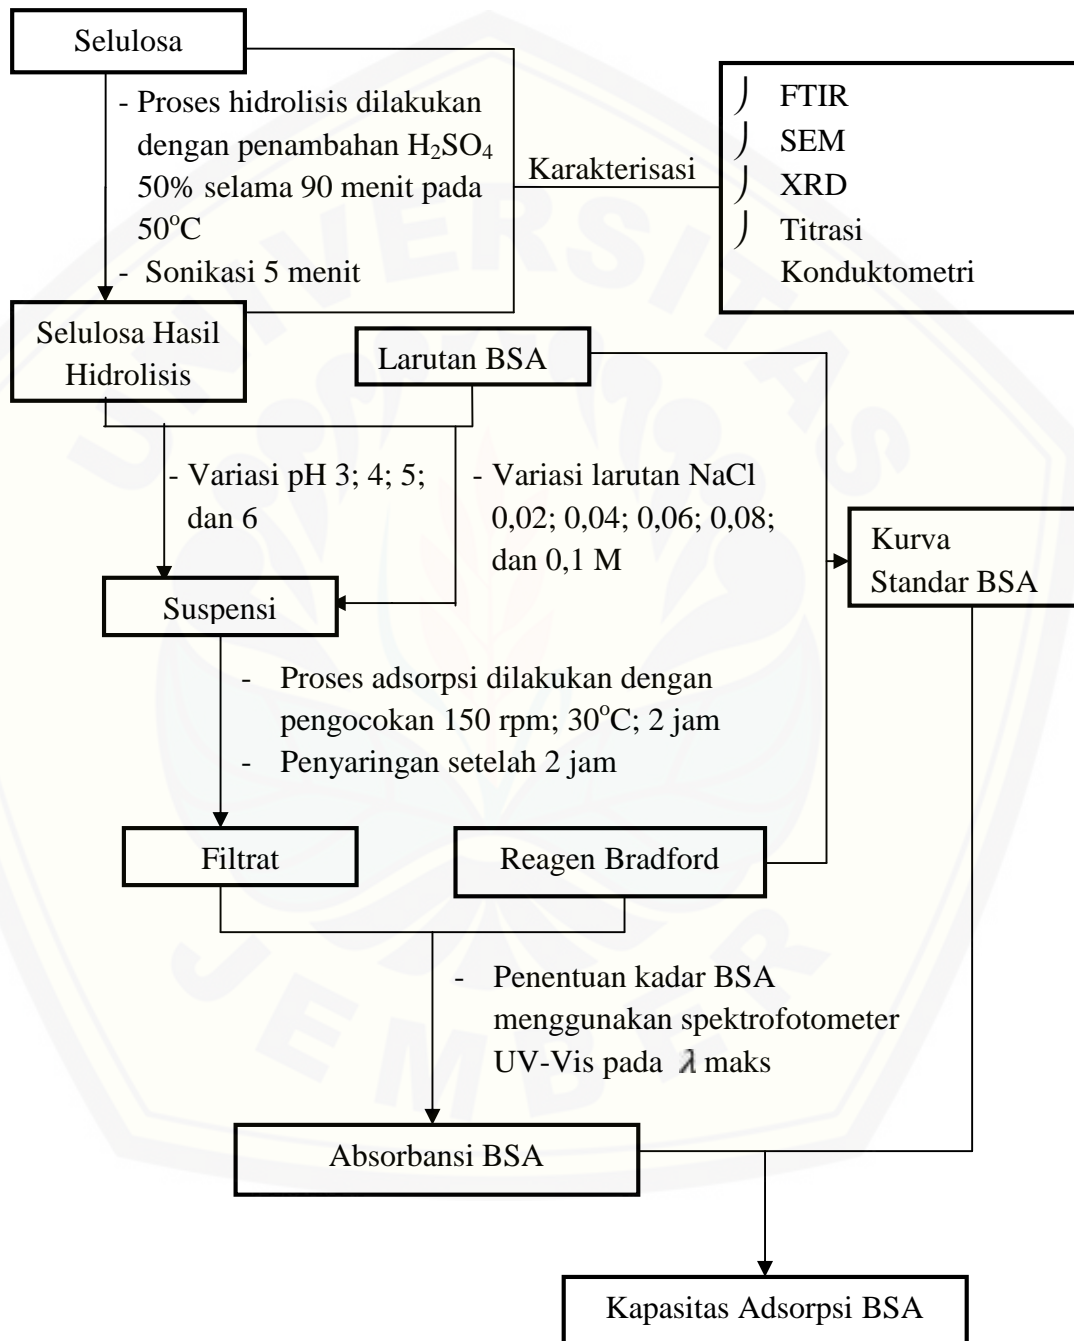 Selulosa
- Proses hidrolisis dilakukan
dengan penambahan H₂SO₄
50% selama 90 menit pada
50°C
- Sonikasi 5 menit
Karakterisasi
FTIR
SEM
XRD
Titrasi
Konduktometri
Selulosa Hasil
Hidrolisis
Larutan BSA
- Variasi pH 3; 4; 5;
dan 6
- Variasi larutan NaCl
0,02; 0,04; 0,06; 0,08;
dan 0,1 M
Kurva
Standar BSA
Suspensi
- Proses adsorpsi dilakukan dengan
pengocokan 150 rpm; 30°C; 2 jam
- Penyaringan setelah 2 jam
Filtrat
Reagen Bradford
- Penentuan kadar BSA
menggunakan spektrofotometer
UV-Vis pada λ maks
Absorbansi BSA
Kapasitas Adsorpsi BSA
UNIVERSITAS
JEMBER